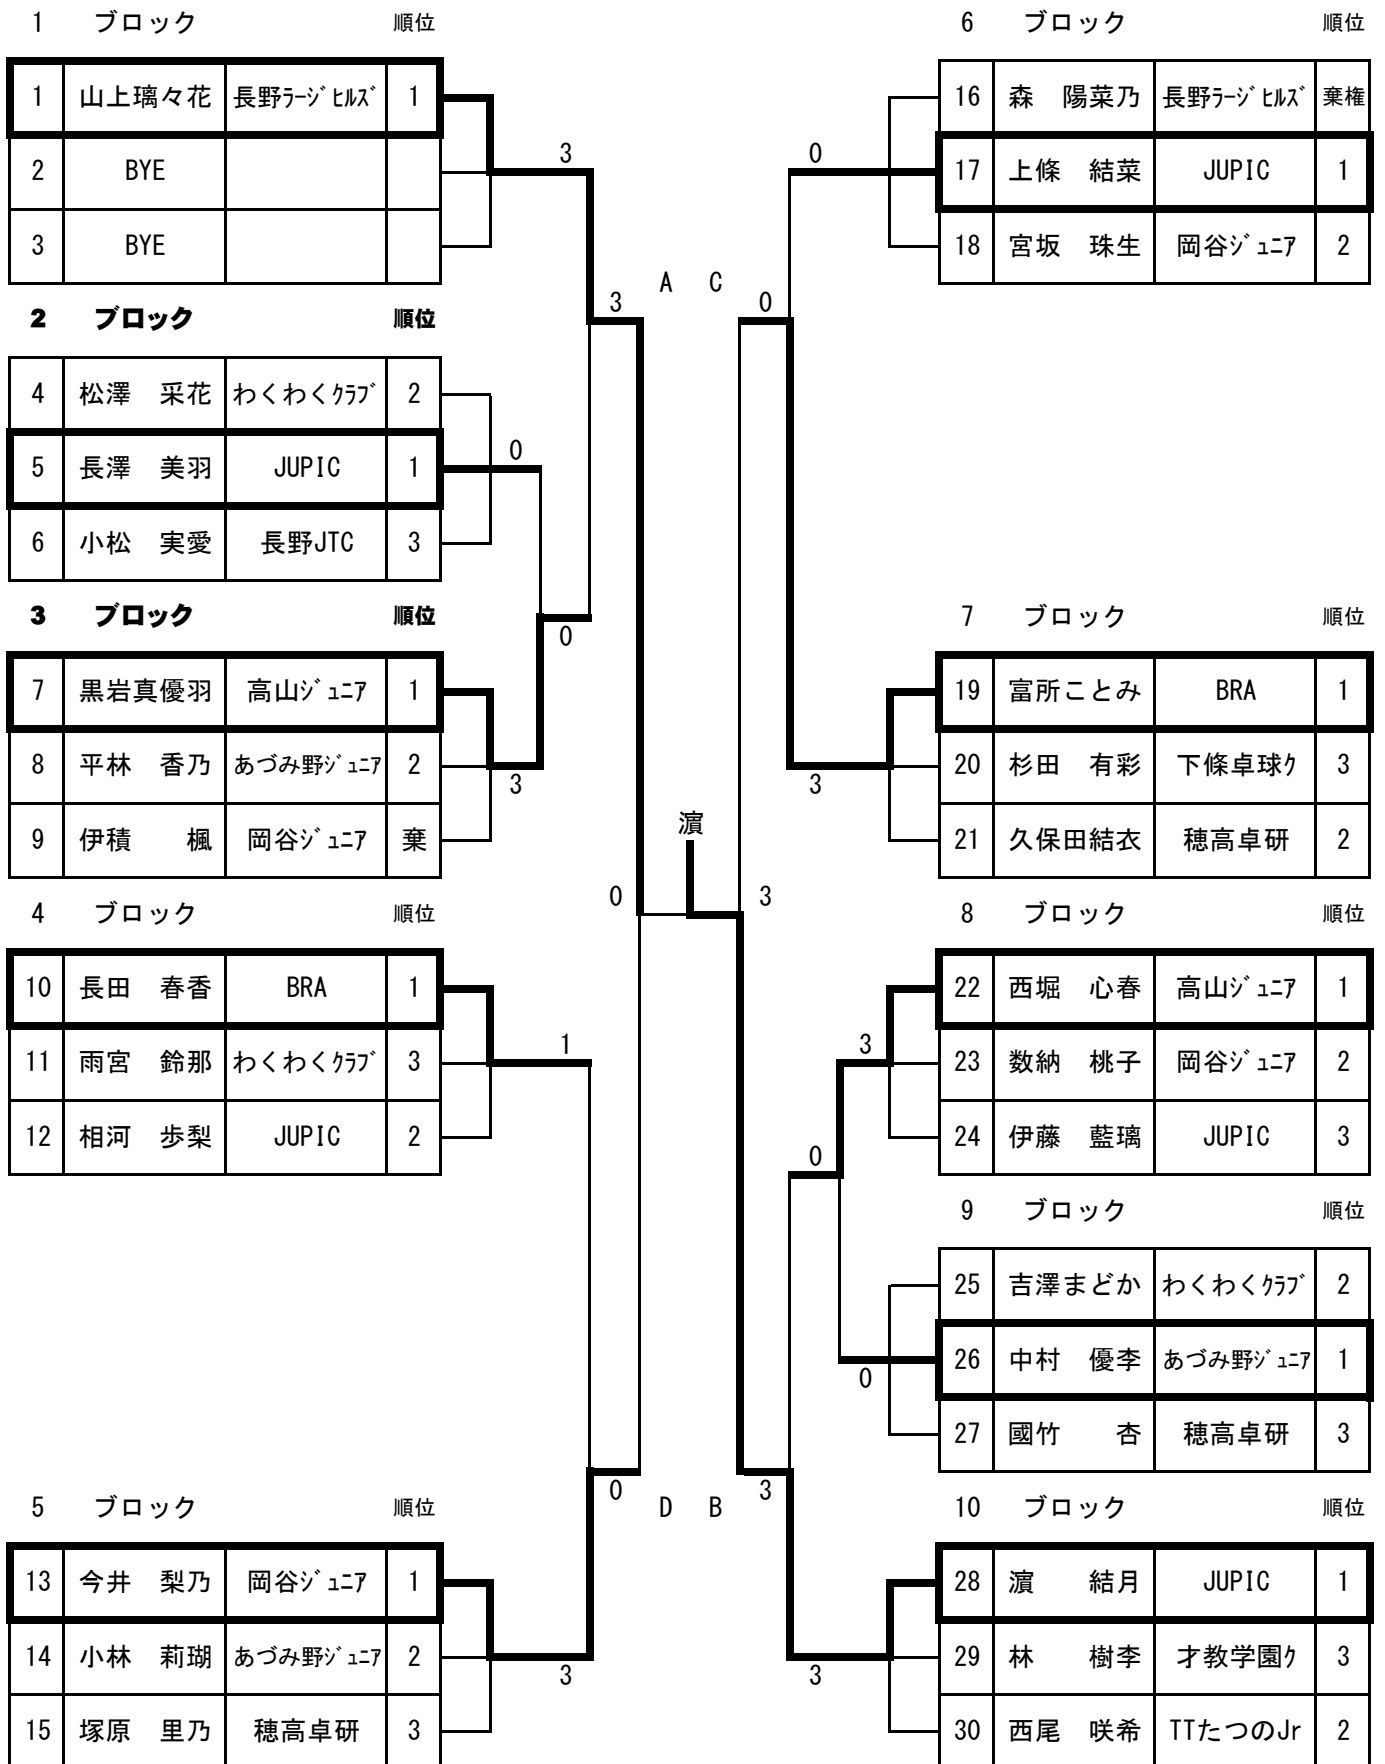 1 ブロック 順位
1 山上璃々花 長野ﾗｰｼﾞﾋﾙｽﾞ 1
2 BYE
3 BYE
3
2 ブロック 順位
4 松澤 采花 わくわくｸﾗﾌﾞ 2
5 長澤 美羽 JUPIC 1
6 小松 実愛 長野JTC 3
0
3
3 ブロック 順位
7 黒岩真優羽 高山ｼﾞｭﾆｱ 1
8 平林 香乃 あづみ野ｼﾞｭﾆｱ 2
9 伊積 楓 岡谷ｼﾞｭﾆｱ 棄
3
0
4 ブロック 順位
10 長田 春香 BRA 1
11 雨宮 鈴那 わくわくｸﾗﾌﾞ 3
12 相河 歩梨 JUPIC 2
1
0
5 ブロック 順位
13 今井 梨乃 岡谷ｼﾞｭﾆｱ 1
14 小林 莉瑚 あづみ野ｼﾞｭﾆｱ 2
15 塚原 里乃 穂高卓研 3
3
0
A C
濵
D B
6 ブロック 順位
16 森 陽菜乃 長野ﾗｰｼﾞﾋﾙｽﾞ 棄権
17 上條 結菜 JUPIC 1
18 宮坂 珠生 岡谷ｼﾞｭﾆｱ 2
0
0
7 ブロック 順位
19 富所ことみ BRA 1
20 杉田 有彩 下條卓球ｸ 3
21 久保田結衣 穂高卓研 2
3
3
8 ブロック 順位
22 西堀 心春 高山ｼﾞｭﾆｱ 1
23 数納 桃子 岡谷ｼﾞｭﾆｱ 2
24 伊藤 藍璃 JUPIC 3
3
0
9 ブロック 順位
25 吉澤まどか わくわくｸﾗﾌﾞ 2
26 中村 優李 あづみ野ｼﾞｭﾆｱ 1
27 國竹 杏 穂高卓研 3
0
3
10 ブロック 順位
28 濵 結月 JUPIC 1
29 林 樹李 才教学園ｸ 3
30 西尾 咲希 TTたつのJr 2
3